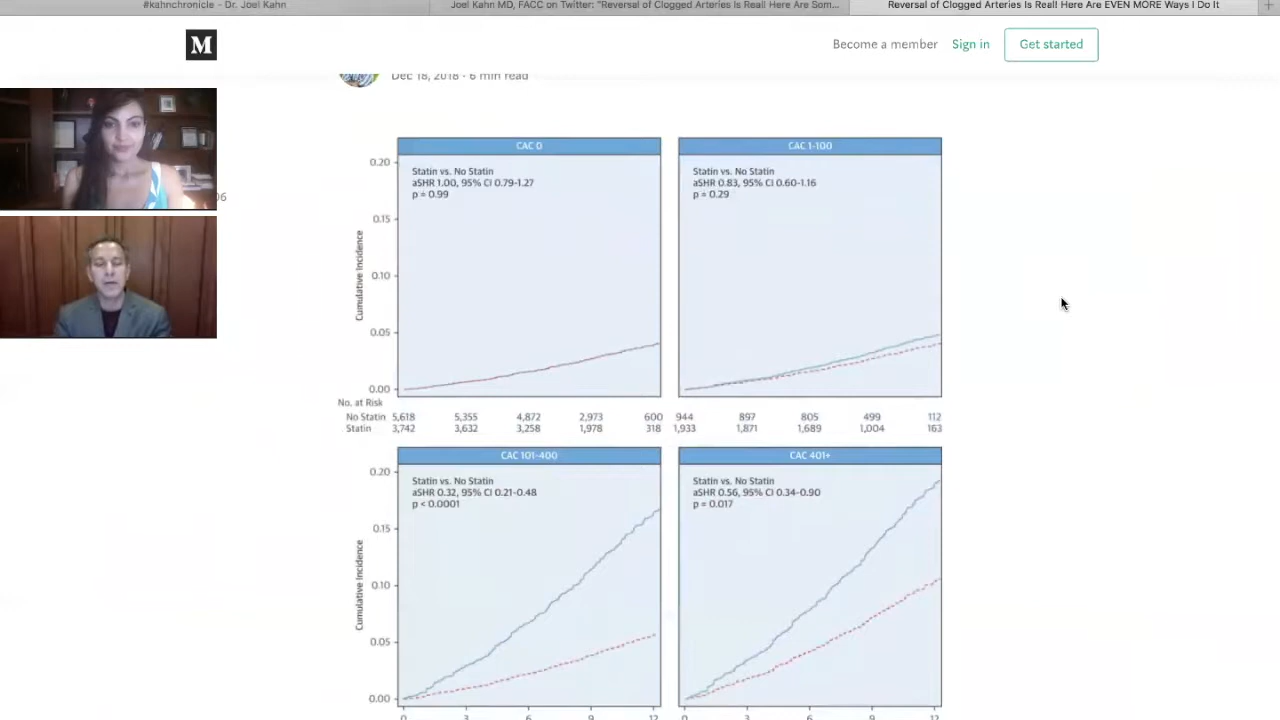 #kahnchronicle - Dr. Joel Kahn
Joel Kahn MD, FACC on Twitter: "Reversal of Clogged Arteries Is Real! Here Are Som...
Reversal of Clogged Arteries Is Real! Here Are EVEN MORE Ways I Do It
M
Become a member
Sign in
Get started
Dec 18, 2018 · 6 min read
06
CAC 0
Statin vs. No Statin
aSHR 1.00, 95% CI 0.79-1.27
p = 0.99
CAC 1-100
Statin vs. No Statin
aSHR 0.83, 95% CI 0.60-1.16
p = 0.29
Cumulative Incidence
0.20
0.15
0.10
0.05
0.00
No. at Risk
No Statin 5,618 5,355 4,872 2,973 600 944 897 805 499 112
Statin 3,742 3,632 3,258 1,978 318 1,933 1,871 1,689 1,004 163
CAC 101-400
Statin vs. No Statin
aSHR 0.32, 95% CI 0.21-0.48
p < 0.0001
CAC 401+
Statin vs. No Statin
aSHR 0.56, 95% CI 0.34-0.90
p = 0.017
Cumulative Incidence
0.20
0.15
0.10
0.05
0.00
0 3 6 9 12 0 3 6 9 12